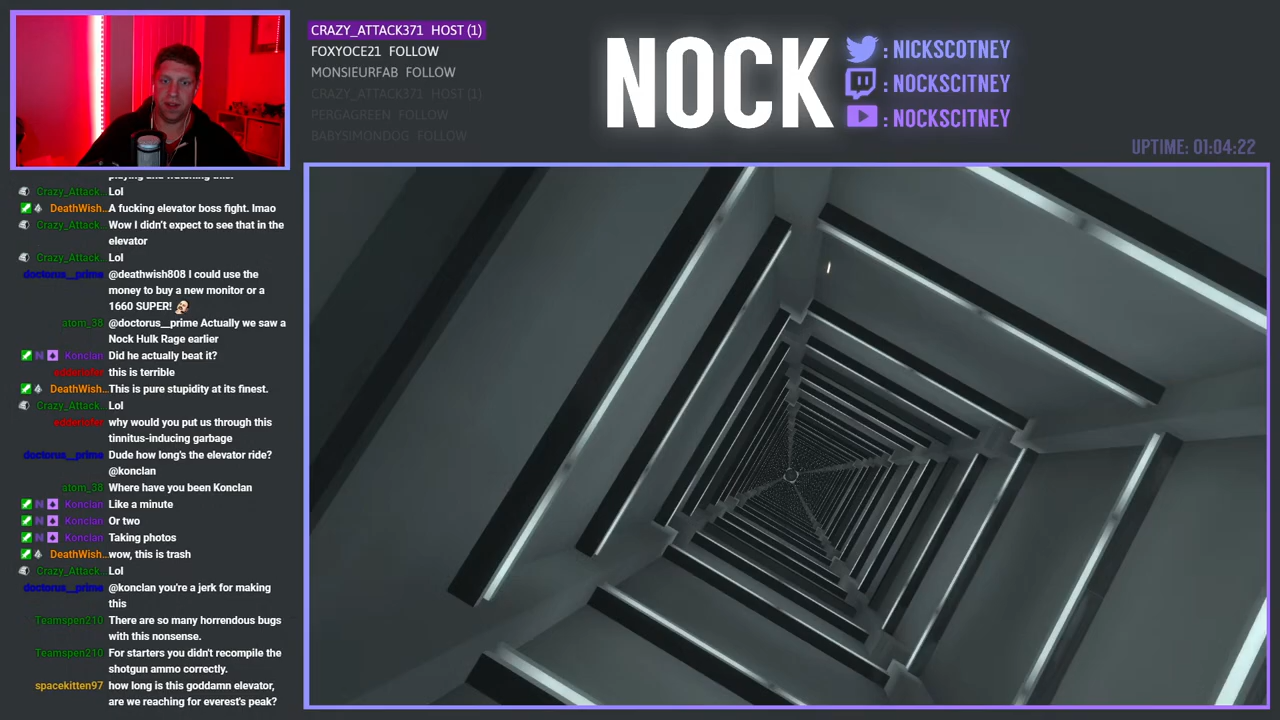 CRAZY_ATTACK371 HOST (1)
FOXYOCE21 FOLLOW
MONSIEURFAB FOLLOW
CRAZY_ATTACK371 HOST (1)
PERGAGREEN FOLLOW
BABYSIMONDOG FOLLOW
NOCK
: NICKSCOTNEY
: NOCKSCITNEY
: NOCKSCITNEY
UPTIME: 01:04:22
Crazy_Attack.. Lol
DeathWish.. A fucking elevator boss fight. lmao
Crazy_Attack.. Wow I didn't expect to see that in the
elevator
Crazy_Attack.. Lol
doctorus__prime @deathwish808 I could use the
money to buy a new monitor or a
1660 SUPER!
atom_38 @doctorus__prime Actually we saw a
Nock Hulk Rage earlier
Konclan Did he actually beat it?
edderiofer this is terrible
DeathWish.. This is pure stupidity at its finest.
Crazy_Attack.. Lol
edderiofer why would you put us through this
tinnitus-inducing garbage
doctorus__prime Dude how long's the elevator ride?
@konclan
atom_38 Where have you been Konclan
Konclan Like a minute
Konclan Or two
Konclan Taking photos
DeathWish.. wow, this is trash
Crazy_Attack.. Lol
doctorus__prime @konclan you're a jerk for making
this
Teamspen210 There are so many horrendous bugs
with this nonsense.
Teamspen210 For starters you didn't recompile the
shotgun ammo correctly.
spacekitten97 how long is this goddamn elevator,
are we reaching for everest's peak?